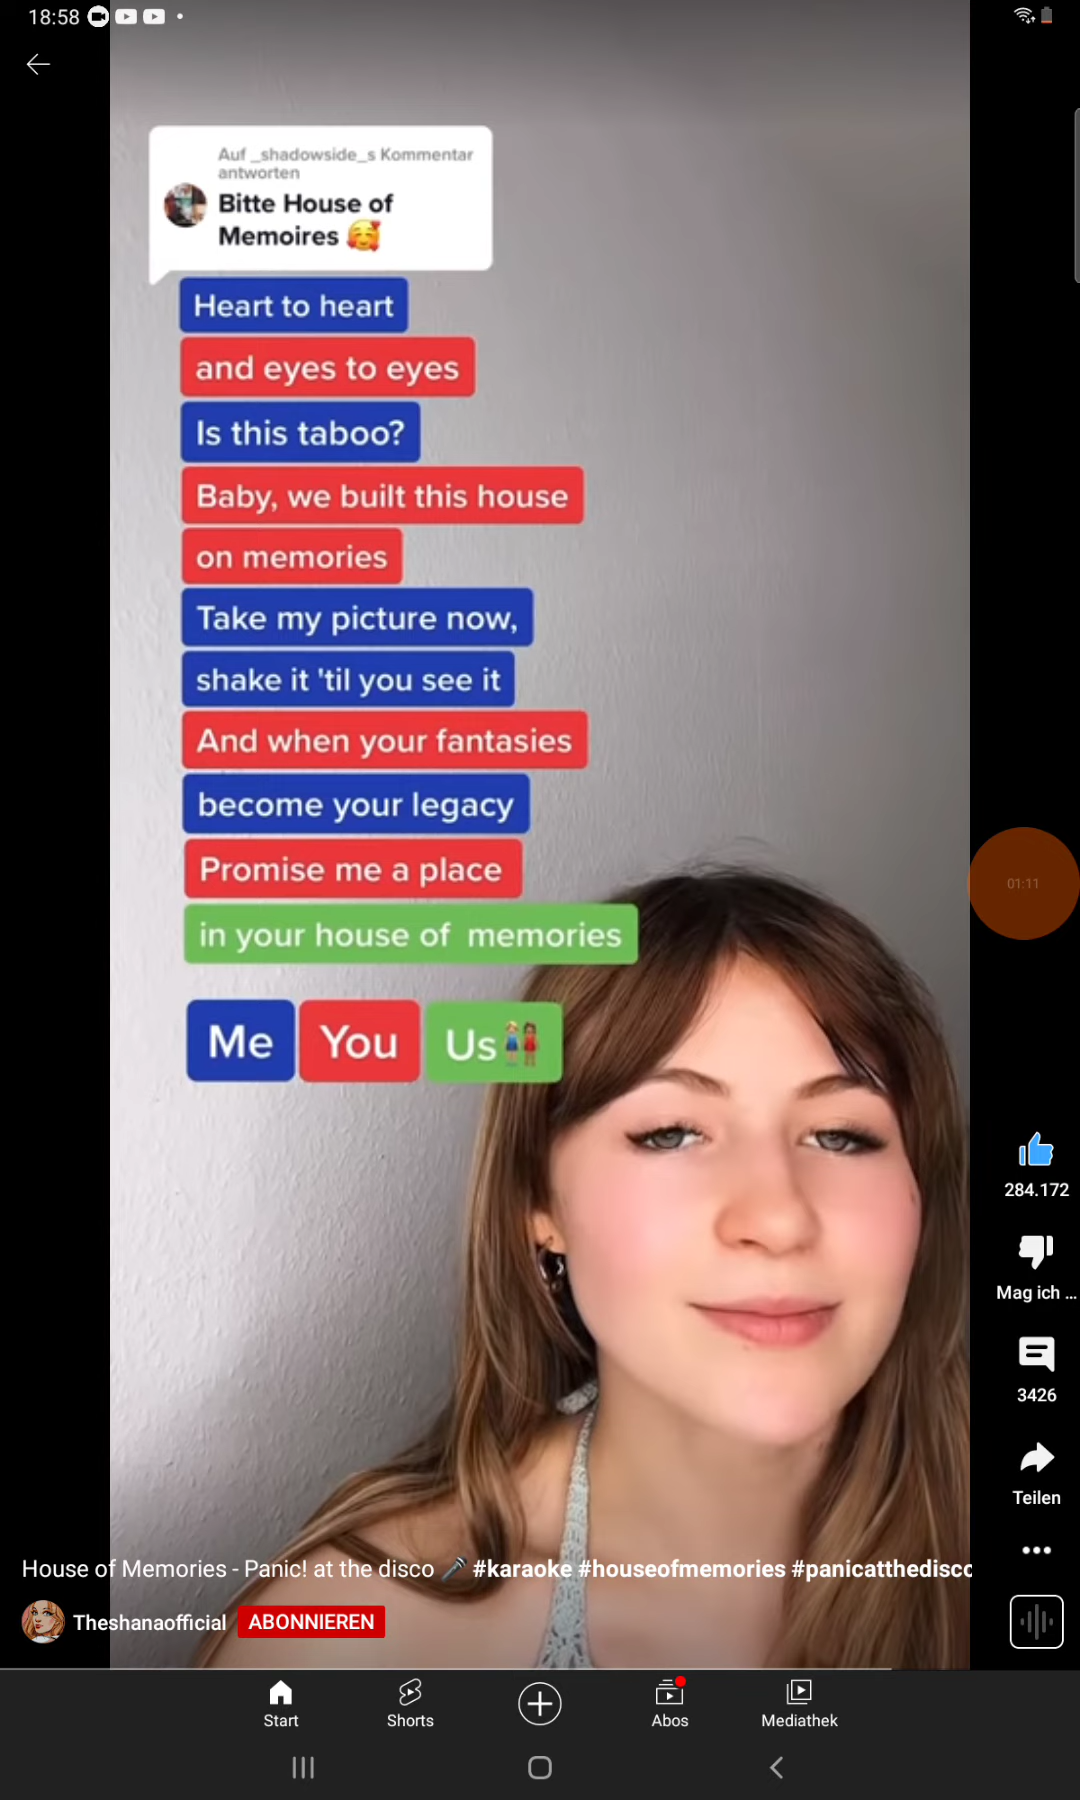 18:58
Auf _shadowside_s Kommentar
antworten
Bitte House of
Memoires 🥰
Heart to heart
and eyes to eyes
Is this taboo?
Baby, we built this house
on memories
Take my picture now,
shake it 'til you see it
And when your fantasies
become your legacy
Promise me a place
in your house of memories
Me You Us👭
01:11
284.172
Mag ich ...
3426
Teilen
House of Memories - Panic! at the disco 🎤 #karaoke #houseofmemories #panicatthedisco
Theshanaofficial ABONNIEREN
Start Shorts Abos Mediathek